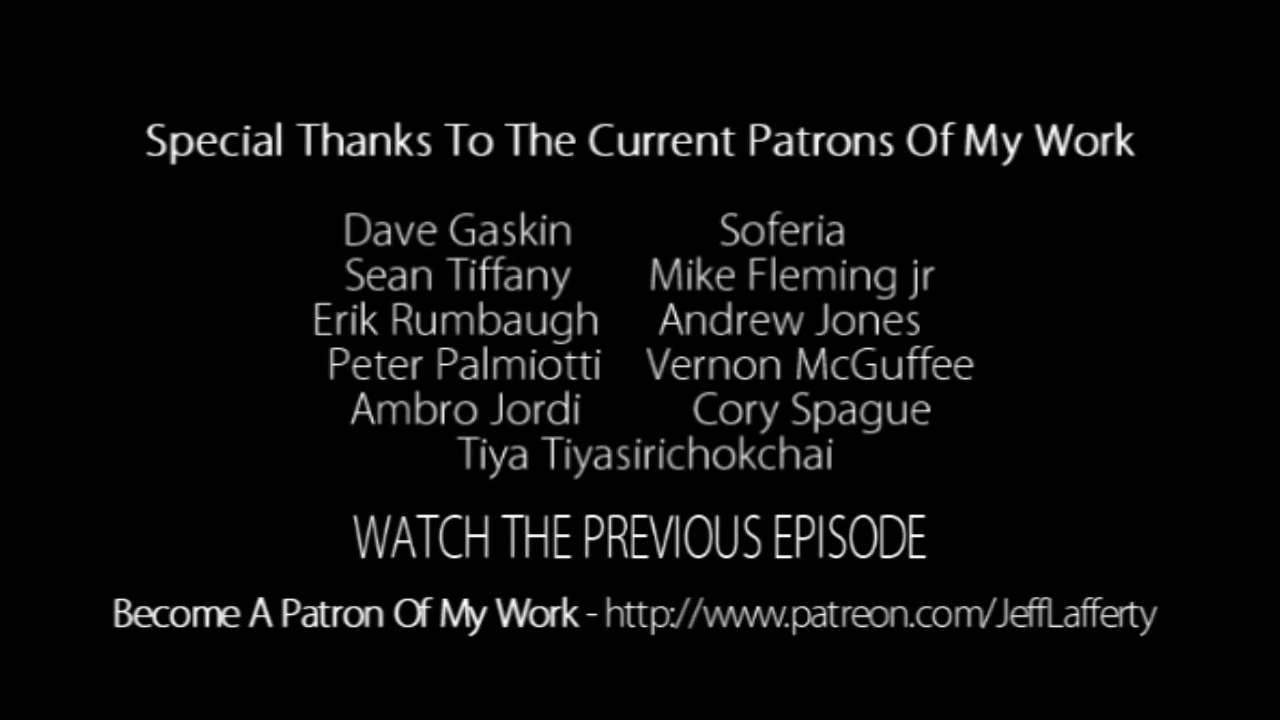 Special Thanks To The Current Patrons Of My Work
Dave Gaskin Soferia
Sean Tiffany Mike Fleming jr
Erik Rumbaugh Andrew Jones
Peter Palmiotti Vernon McGuffee
Ambro Jordi Cory Spague
Tiya Tiyasirichokchai
WATCH THE PREVIOUS EPISODE
Become A Patron Of My Work - http://www.patreon.com/JeffLafferty